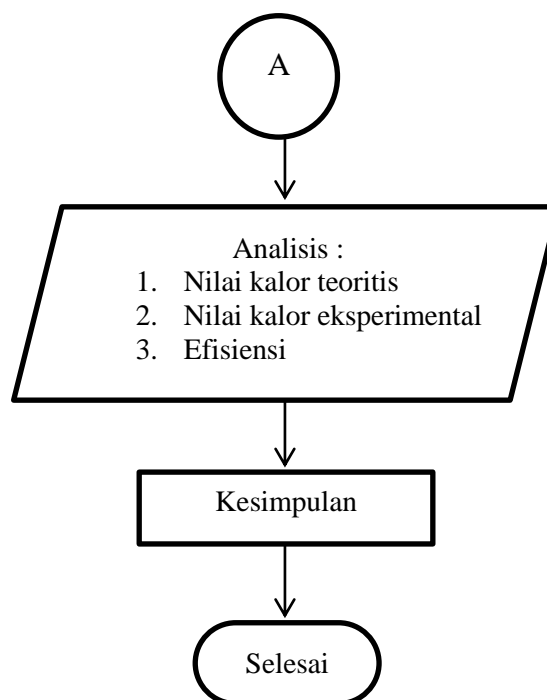 A
Analisis :
1. Nilai kalor teoritis
2. Nilai kalor eksperimental
3. Efisiensi
Kesimpulan
Selesai